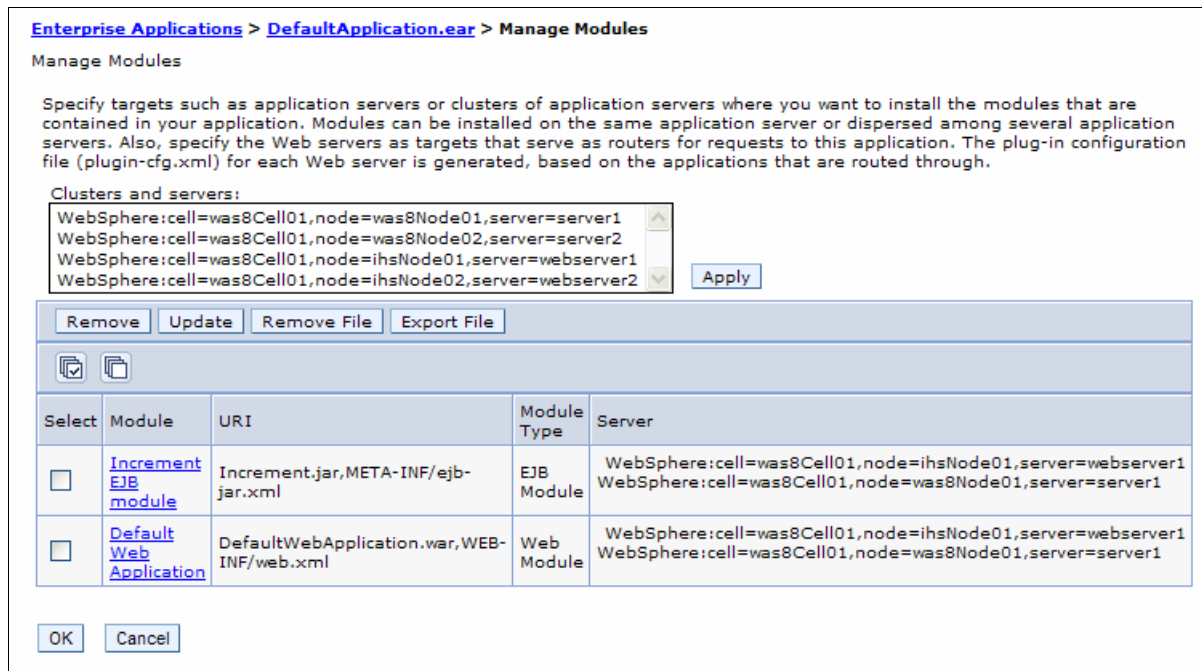 Enterprise Applications > DefaultApplication.ear > Manage Modules
Manage Modules
Specify targets such as application servers or clusters of application servers where you want to install the modules that are
contained in your application. Modules can be installed on the same application server or dispersed among several application
servers. Also, specify the Web servers as targets that serve as routers for requests to this application. The plug-in configuration
file (plugin-cfg.xml) for each Web server is generated, based on the applications that are routed through.
Clusters and servers:
WebSphere:cell=was8Cell01,node=was8Node01,server=server1
WebSphere:cell=was8Cell01,node=was8Node02,server=server2
WebSphere:cell=was8Cell01,node=ihsNode01,server=webserver1
WebSphere:cell=was8Cell01,node=ihsNode02,server=webserver2
Apply
Remove Update Remove File Export File
Select Module URI Module Type Server
Increment
EJB
module
Increment.jar,META-INF/ejb-
jar.xml
EJB
Module
WebSphere:cell=was8Cell01,node=ihsNode01,server=webserver1
WebSphere:cell=was8Cell01,node=was8Node01,server=server1
Default
Web
Application
DefaultWebApplication.war,WEB-
INF/web.xml
Web
Module
WebSphere:cell=was8Cell01,node=ihsNode01,server=webserver1
WebSphere:cell=was8Cell01,node=was8Node01,server=server1
OK Cancel